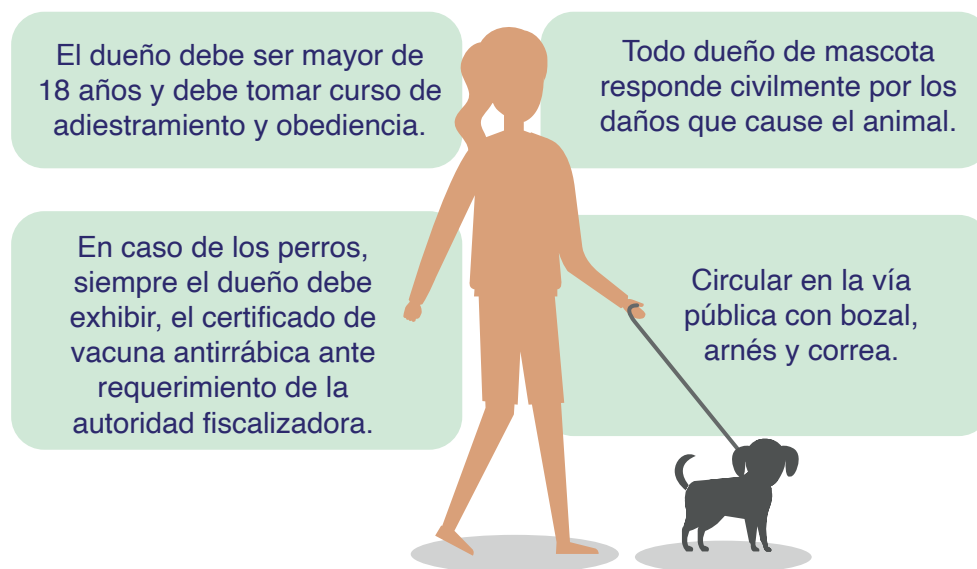 El dueño debe ser mayor de
18 años y debe tomar curso de
adiestramiento y obediencia.
Todo dueño de mascota
responde civilmente por los
daños que cause el animal.
En caso de los perros,
siempre el dueño debe
exhibir, el certificado de
vacuna antirrábica ante
requerimiento de la
autoridad fiscalizadora.
Circular en la vía
pública con bozal,
arnés y correa.